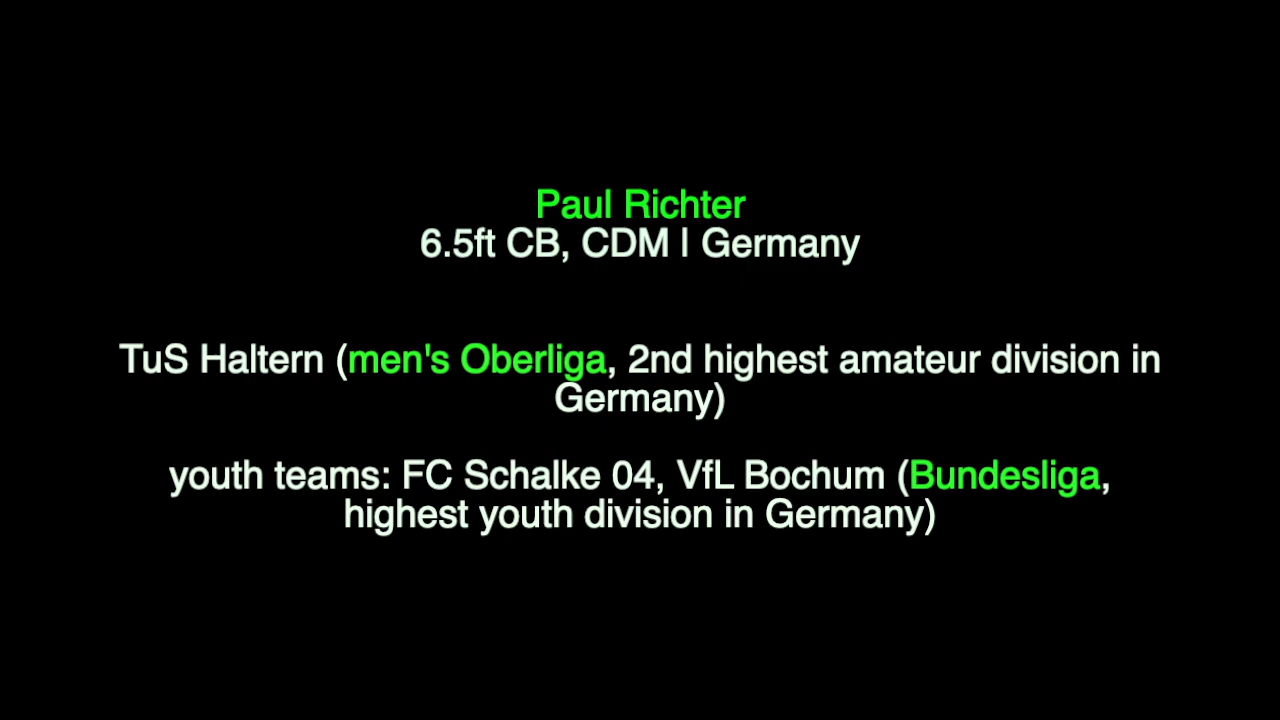 Paul Richter
6.5ft CB, CDM | Germany
TuS Haltern (men's Oberliga, 2nd highest amateur division in
Germany)
youth teams: FC Schalke 04, VfL Bochum (Bundesliga,
highest youth division in Germany)